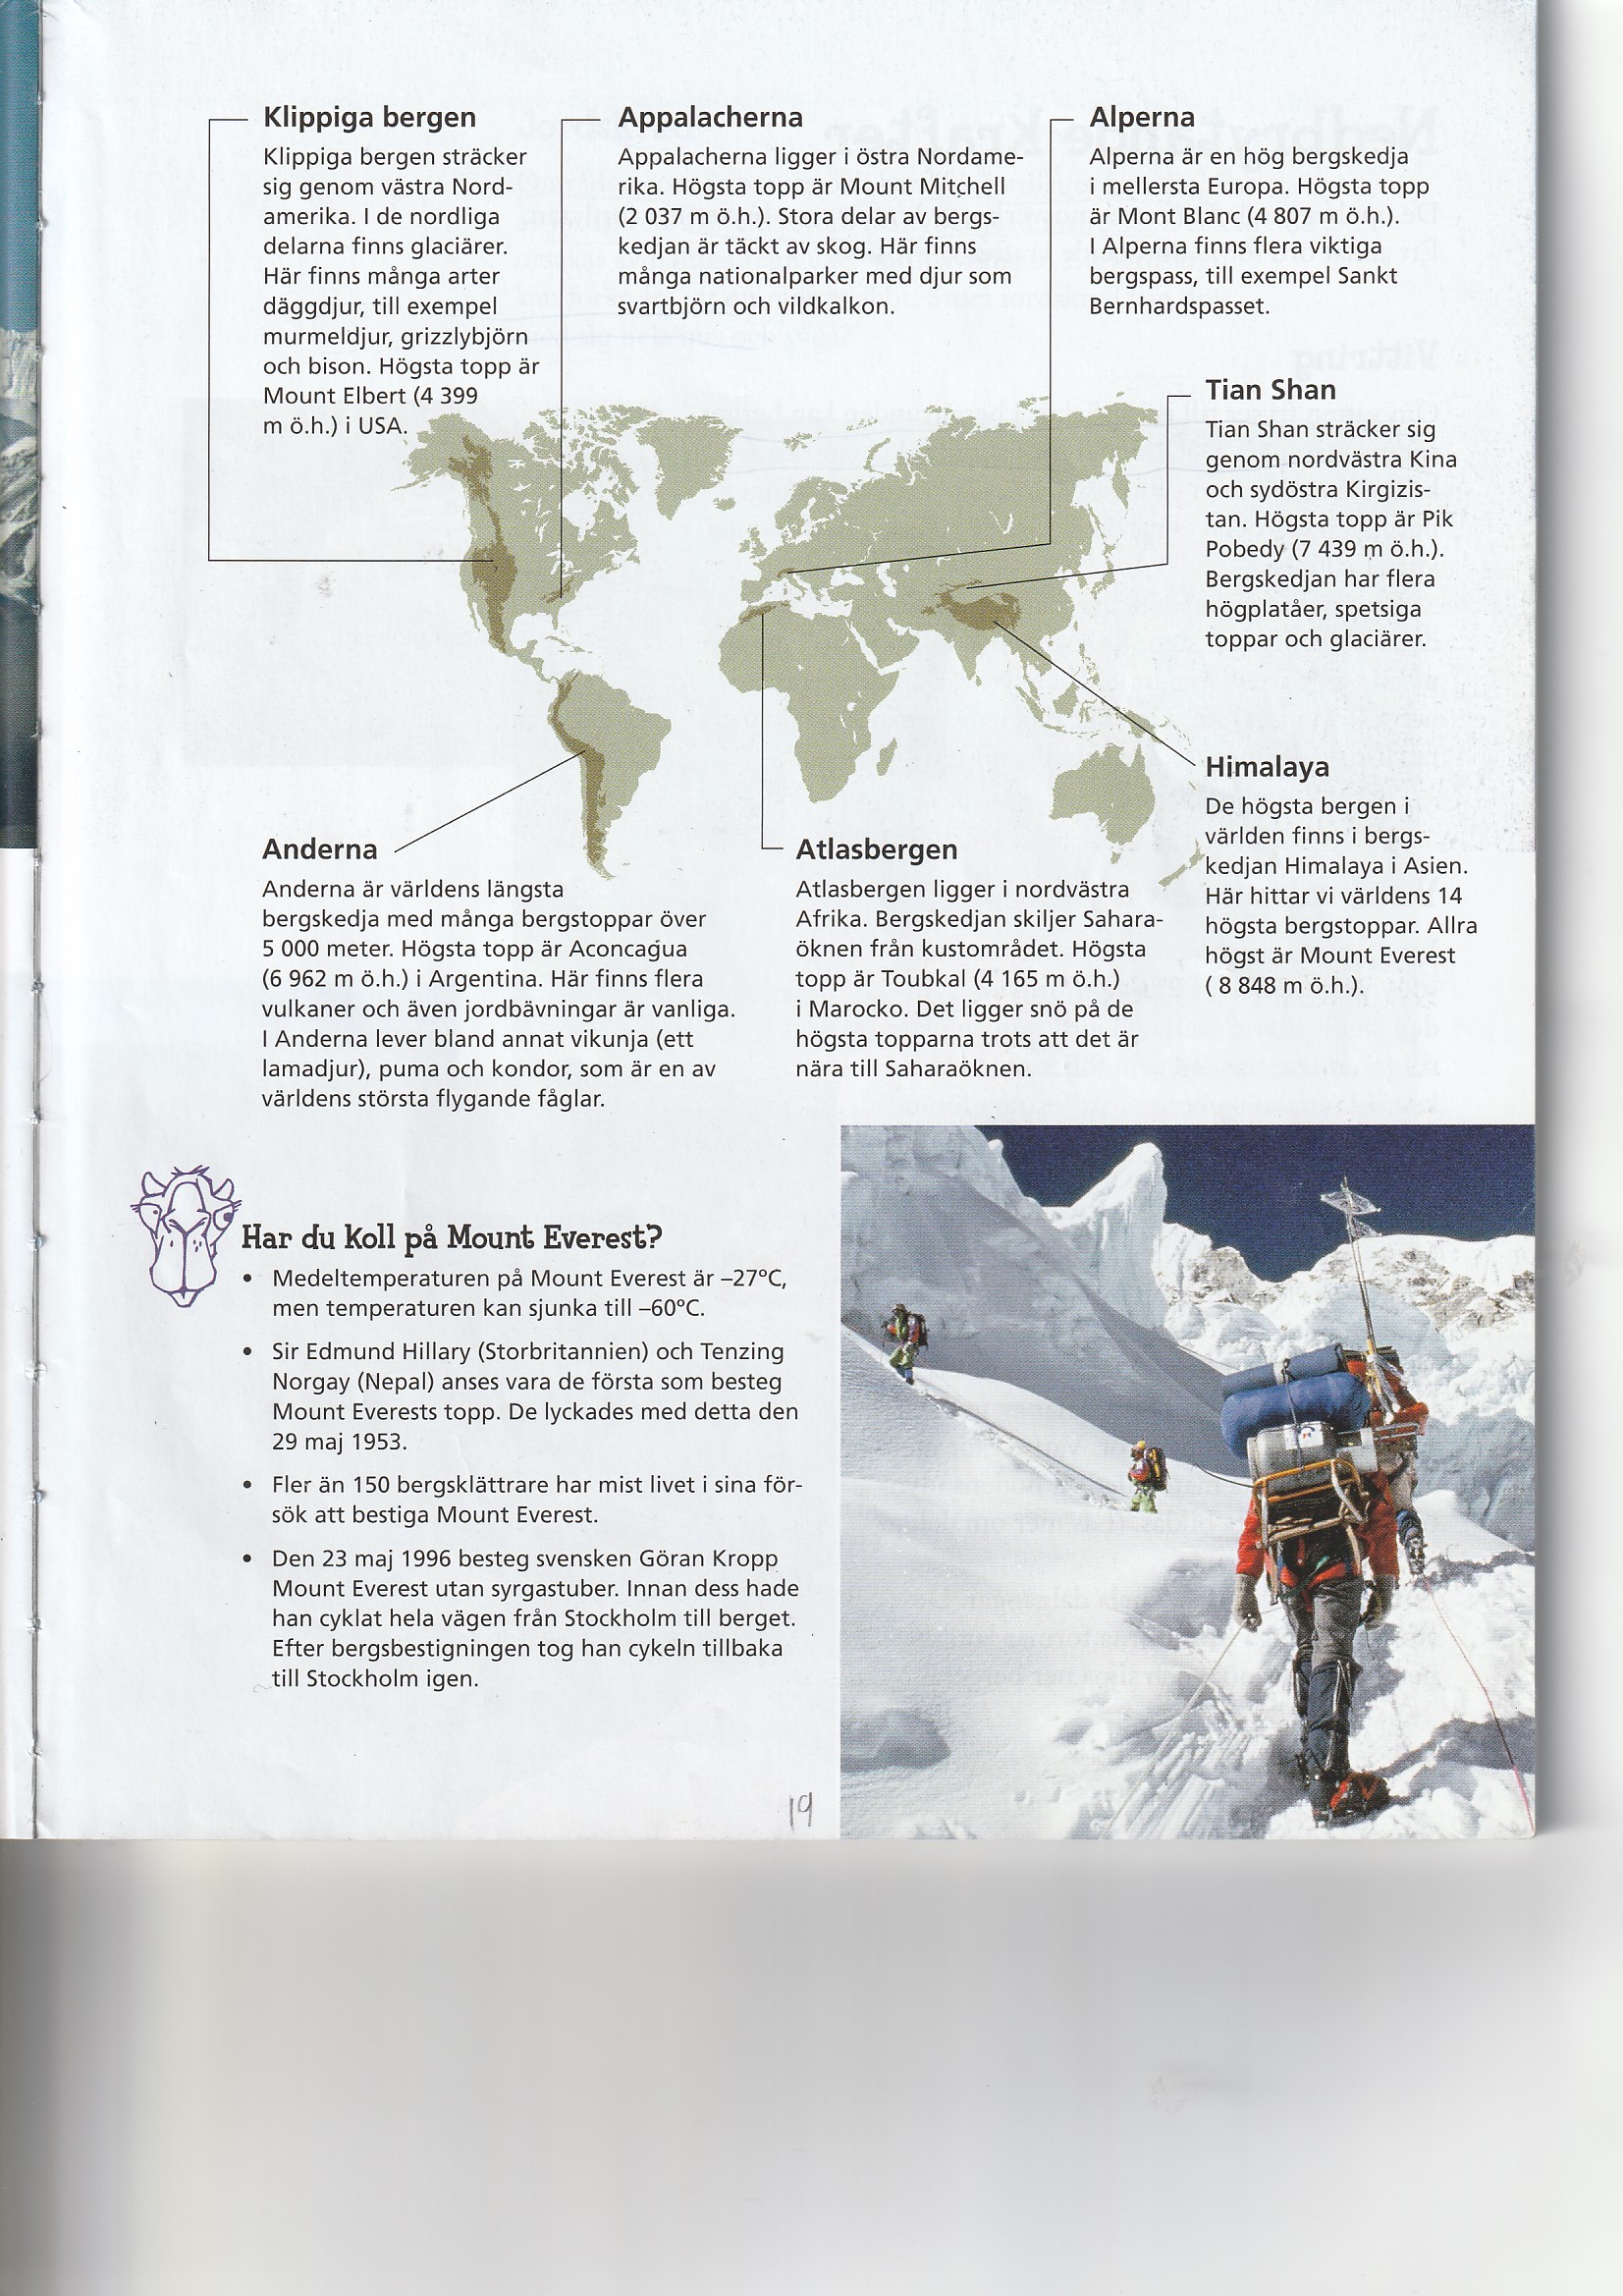 Klippiga bergen
Klippiga bergen sträcker
sig genom västra Nord-
amerika. I de nordliga
delarna finns glaciärer.
Här finns många arter
däggdjur, till exempel
murmeldjur, grizzlybjörn
och bison. Högsta topp är
Mount Elbert (4 399
m ö.h.) i USA.
Appalacherna
Appalacherna ligger i östra Nordame-
rika. Högsta topp är Mount Mitchell
(2 037 m ö.h.). Stora delar av bergs-
kedjan är täckt av skog. Här finns
många nationalparker med djur som
svartbjörn och vildkalkon.
Alperna
Alperna är en hög bergskedja
i mellersta Europa. Högsta topp
är Mont Blanc (4 807 m ö.h.).
I Alperna finns flera viktiga
bergspass, till exempel Sankt
Bernhardspasset.
Tian Shan
Tian Shan sträcker sig
genom nordvästra Kina
och sydöstra Kirgizis-
tan. Högsta topp är Pik
Pobedy (7 439 m ö.h.).
Bergskedjan har flera
högplatåer, spetsiga
toppar och glaciärer.
Himalaya
De högsta bergen i
världen finns i bergs-
kedjan Himalaya i Asien.
Här hittar vi världens 14
högsta bergstoppar. Allra
högst är Mount Everest
( 8 848 m ö.h.).
Anderna
Anderna är världens längsta
bergskedja med många bergstoppar över
5 000 meter. Högsta topp är Aconcagua
(6 962 m ö.h.) i Argentina. Här finns flera
vulkaner och även jordbävningar är vanliga.
I Anderna lever bland annat vikunja (ett
lamadjur), puma och kondor, som är en av
världens största flygande fåglar.
Atlasbergen
Atlasbergen ligger i nordvästra
Afrika. Bergskedjan skiljer Sahara-
öknen från kustområdet. Högsta
topp är Toubkal (4 165 m ö.h.)
i Marocko. Det ligger snö på de
högsta topparna trots att det är
nära till Saharaöknen.
Har du koll på Mount Everest?
• Medeltemperaturen på Mount Everest är –27°C,
men temperaturen kan sjunka till –60°C.
• Sir Edmund Hillary (Storbritannien) och Tenzing
Norgay (Nepal) anses vara de första som besteg
Mount Everests topp. De lyckades med detta den
29 maj 1953.
• Fler än 150 bergsklättrare har mist livet i sina för-
sök att bestiga Mount Everest.
• Den 23 maj 1996 besteg svensken Göran Kropp
Mount Everest utan syrgastuber. Innan dess hade
han cyklat hela vägen från Stockholm till berget.
Efter bergsbestigningen tog han cykeln tillbaka
till Stockholm igen.
19